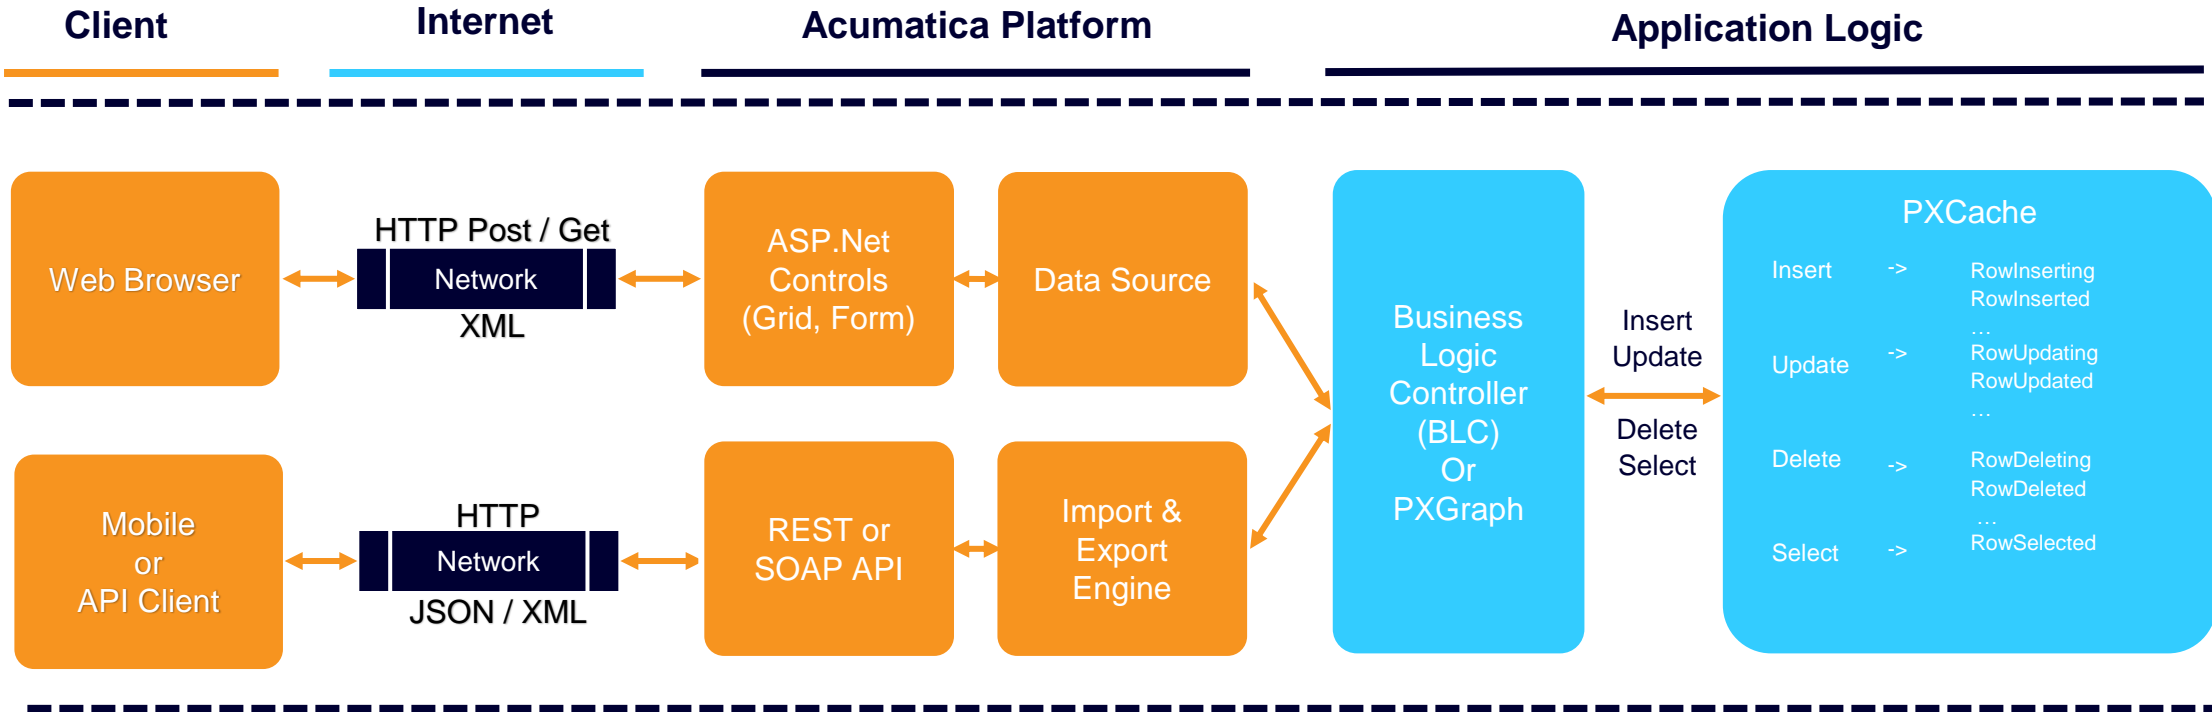 Client
Internet
Acumatica Platform
Application Logic
Web Browser
HTTP Post / Get
Network
XML
ASP.Net
Controls
(Grid, Form)
Data Source
Mobile
or
API Client
HTTP
Network
JSON / XML
REST or
SOAP API
Import &
Export
Engine
Business
Logic
Controller
(BLC)
Or
PXGraph
Insert
Update
Delete
Select
PXCache
Insert -> RowInserting
RowInserted
...
Update -> RowUpdating
RowUpdated
...
Delete -> RowDeleting
RowDeleted
...
Select -> RowSelected